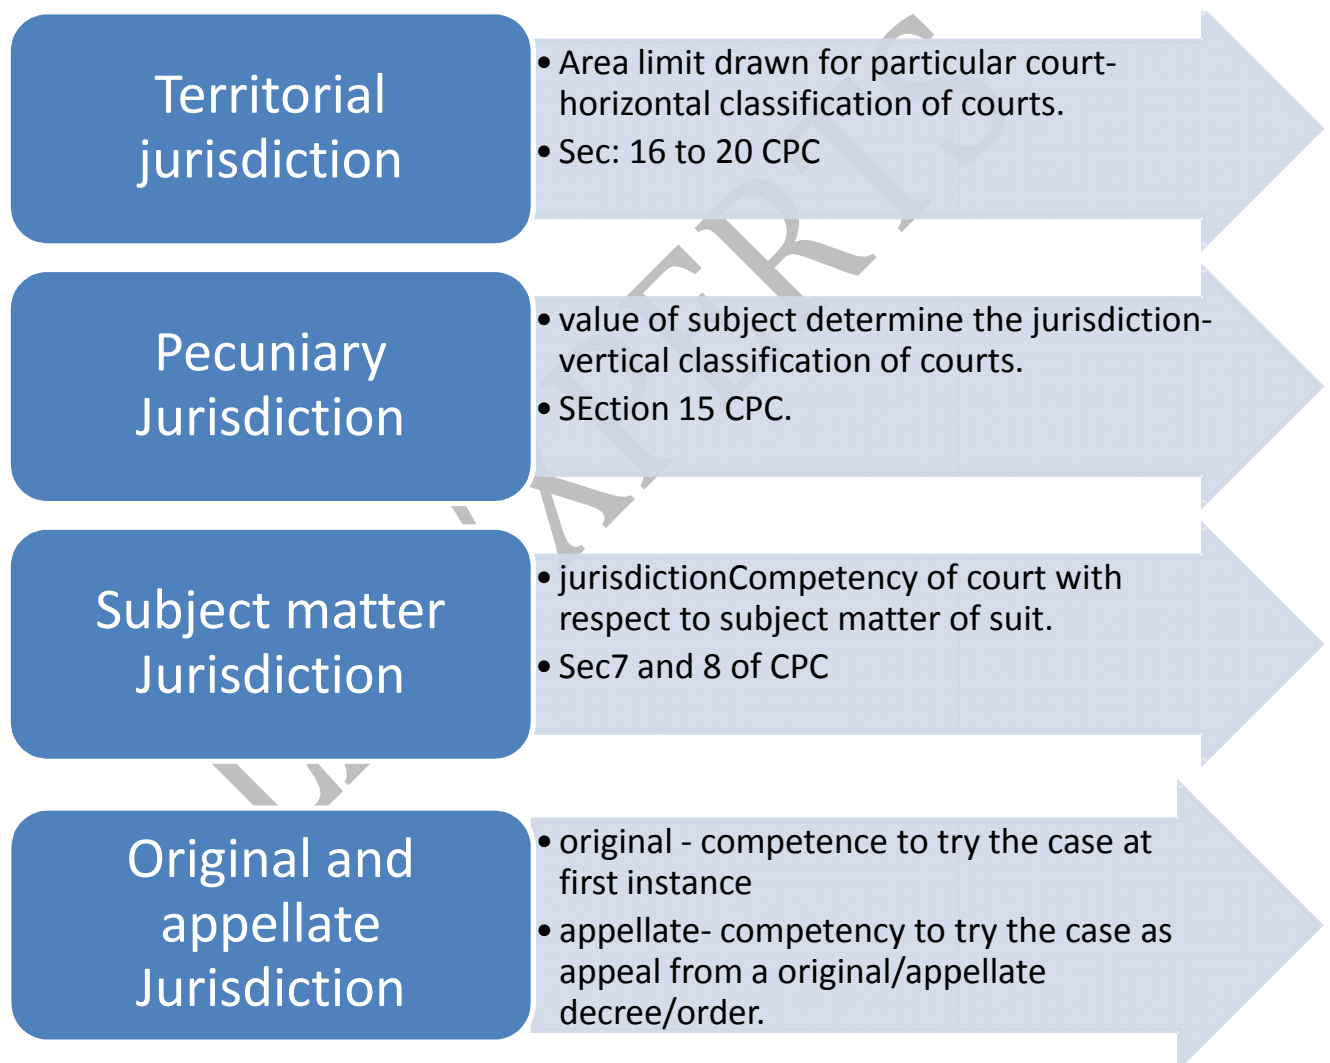 Territorial
jurisdiction
• Area limit drawn for particular court-
horizontal classification of courts.
• Sec: 16 to 20 CPC
Pecuniary
Jurisdiction
• value of subject determine the jurisdiction-
vertical classification of courts.
• SEction 15 CPC.
Subject matter
Jurisdiction
• jurisdictionCompetency of court with
respect to subject matter of suit.
• Sec7 and 8 of CPC
Original and
appellate
Jurisdiction
• original - competence to try the case at
first instance
• appellate- competency to try the case as
appeal from a original/appellate
decree/order.